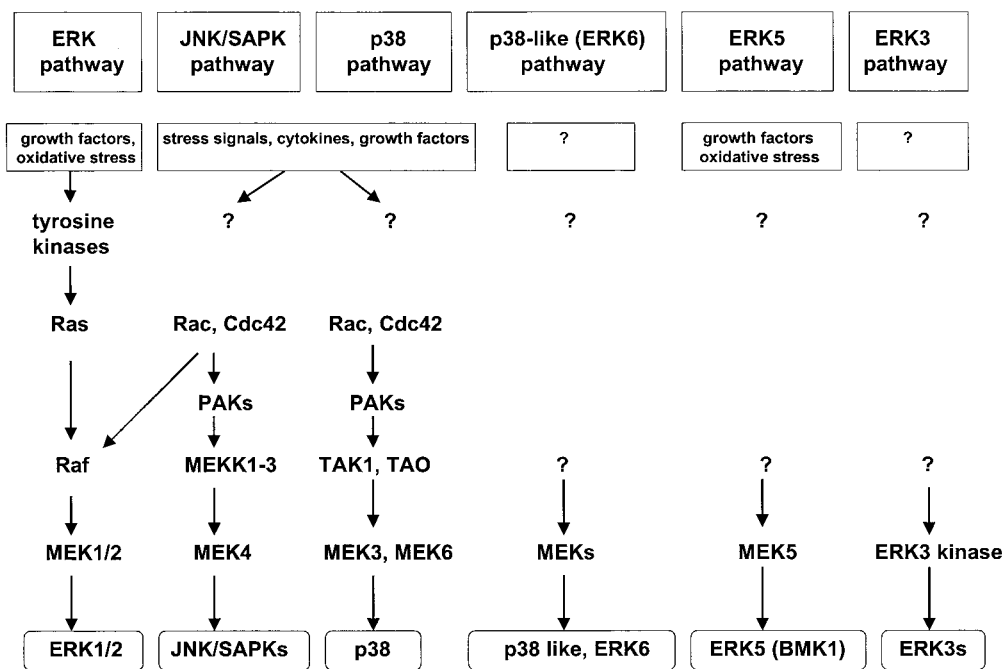 ERK
pathway
JNK/SAPK
pathway
p38
pathway
p38-like (ERK6)
pathway
ERK5
pathway
ERK3
pathway
growth factors,
oxidative stress
stress signals, cytokines, growth factors
?
growth factors
oxidative stress
?
tyrosine
kinases
?
?
?
?
?
Ras
Rac, Cdc42
Rac, Cdc42
PAKs
PAKs
Raf
MEKK1-3
TAK1, TAO
?
?
?
MEK1/2
MEK4
MEK3, MEK6
MEKs
MEK5
ERK3 kinase
ERK1/2
JNK/SAPKs
p38
p38 like, ERK6
ERK5 (BMK1)
ERK3s